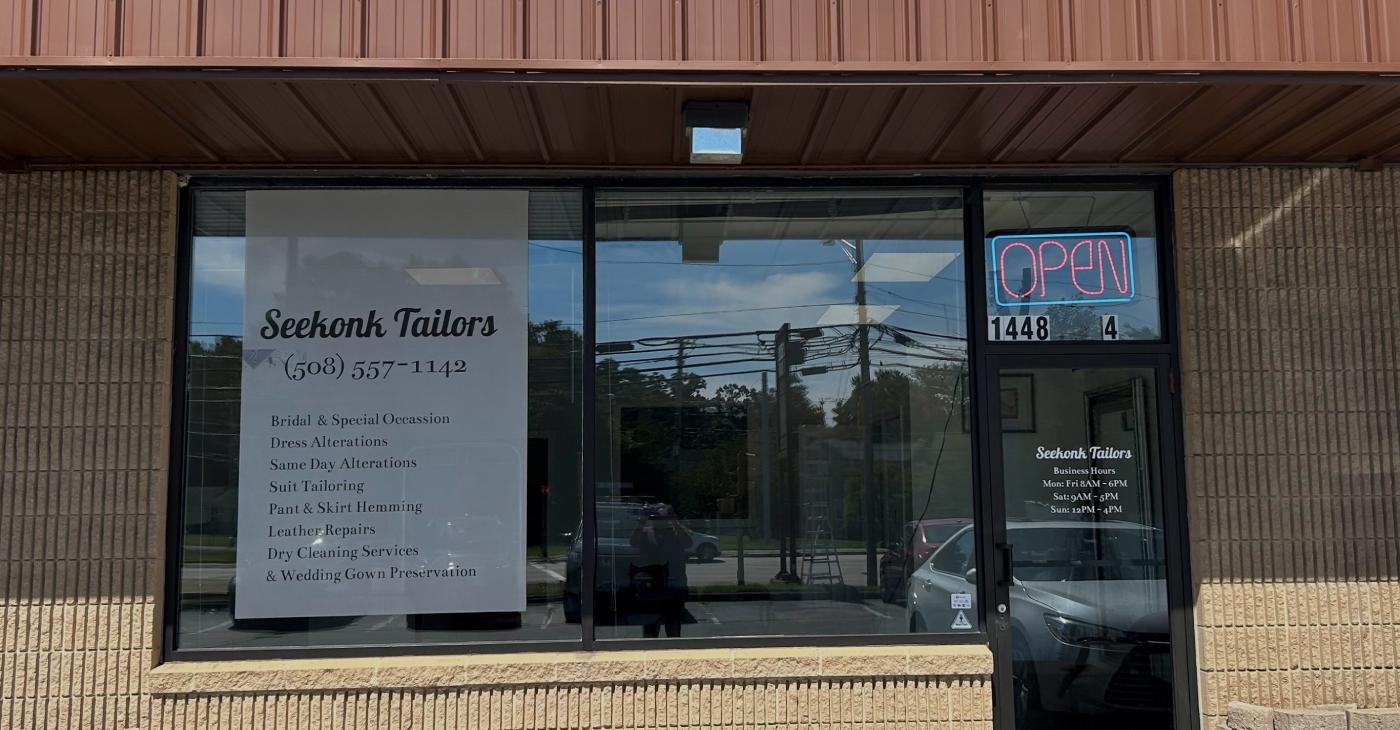 Seekonk Tailors
(508) 557-1142
Bridal & Special Occassion
Dress Alterations
Same Day Alterations
Suit Tailoring
Pant & Skirt Hemming
Leather Repairs
Dry Cleaning Services
& Wedding Gown Preservation
OPEN
1448 4
Seekonk Tailors
Business Hours
Mon: Fri 8AM - 6PM
Sat: 9AM - 5PM
Sun: 12PM - 4PM